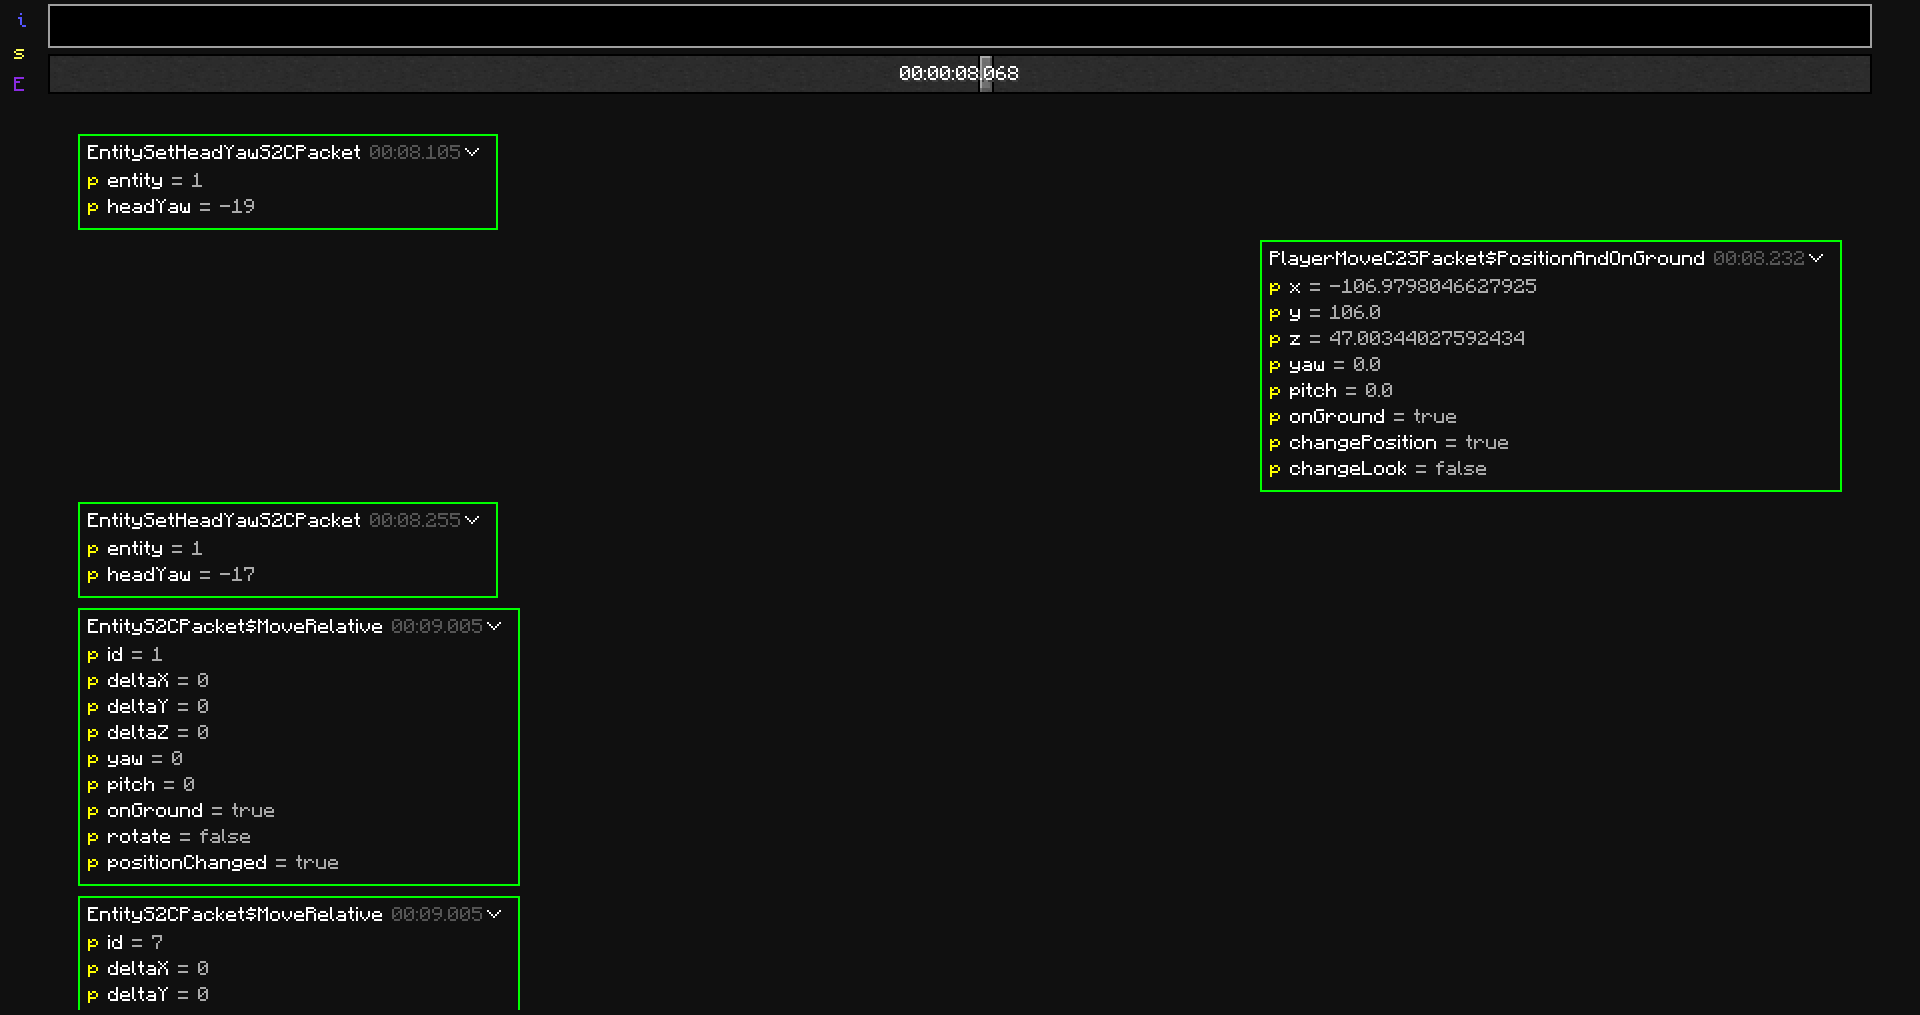 i
s
E
00:00:08.068
EntitySetHeadYawS2CPacket 00:08.105
p entity = 1
p headYaw = -19
PlayerMoveC2SPacket$PositionAndOnGround 00:08.232
p x = -106.9798046627925
p y = 106.0
p z = 47.00344027592434
p yaw = 0.0
p pitch = 0.0
p onGround = true
p changePosition = true
p changeLook = false
EntitySetHeadYawS2CPacket 00:08.255
p entity = 1
p headYaw = -17
EntityS2CPacket$MoveRelative 00:09.005
p id = 1
p deltaX = 0
p deltaY = 0
p deltaZ = 0
p yaw = 0
p pitch = 0
p onGround = true
p rotate = false
p positionChanged = true
EntityS2CPacket$MoveRelative 00:09.005
p id = 7
p deltaX = 0
p deltaY = 0